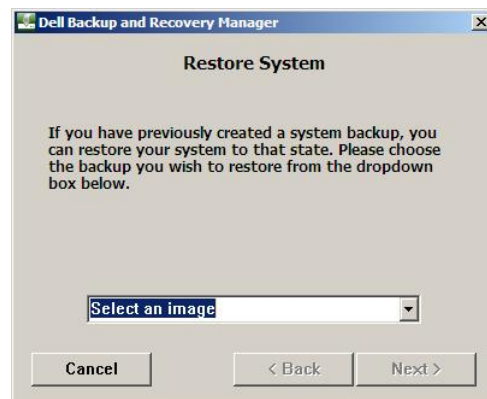 Dell Backup and Recovery Manager
Restore System
If you have previously created a system backup, you
can restore your system to that state. Please choose
the backup you wish to restore from the dropdown
box below.
Select an image
Cancel
< Back
Next >